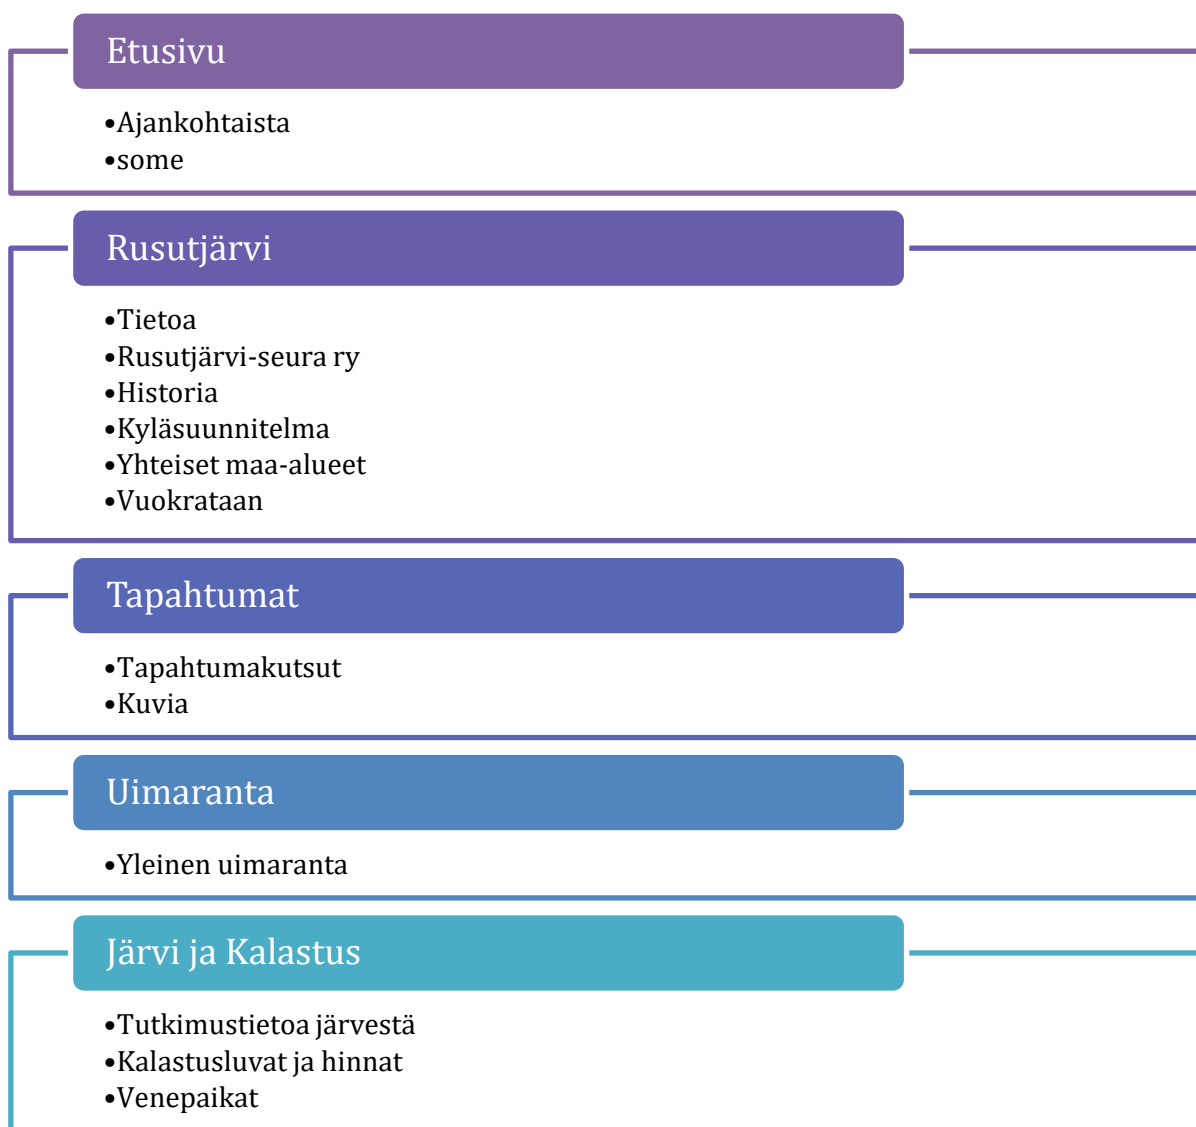 Etusivu
•Ajankohtaista
•some
Rusutjärvi
•Tietoa
•Rusutjärvi-seura ry
•Historia
•Kyläsuunnitelma
•Yhteiset maa-alueet
•Vuokrataan
Tapahtumat
•Tapahtumakutsut
•Kuvia
Uimaranta
•Yleinen uimaranta
Järvi ja Kalastus
•Tutkimustietoa järvestä
•Kalastusluvat ja hinnat
•Venepaikat